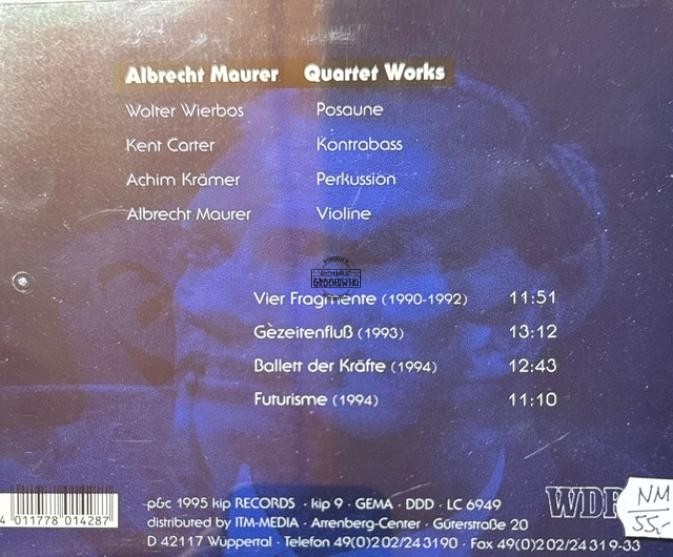 Albrecht Maurer Quartet Works
Wolter Wierbos Posaune
Kent Carter Kontrabass
Achim Krämer Perkussion
Albrecht Maurer Violine
GROCHOWSKI
Vier Fragmente (1990-1992) 11:51
Gezeitenfluß (1993) 13:12
Ballett der Kräfte (1994) 12:43
Futurisme (1994) 11:10
p&c 1995 kip RECORDS · kip 9 · GEMA · DDD · LC 6949
distributed by ITM-MEDIA · Arrenberg-Center · Güterstraße 20
D 42117 Wuppertal · Telefon 49(0)202/243190 · Fax 49(0)202/24319-33
4 011778 014287
WDR
NM
55,-